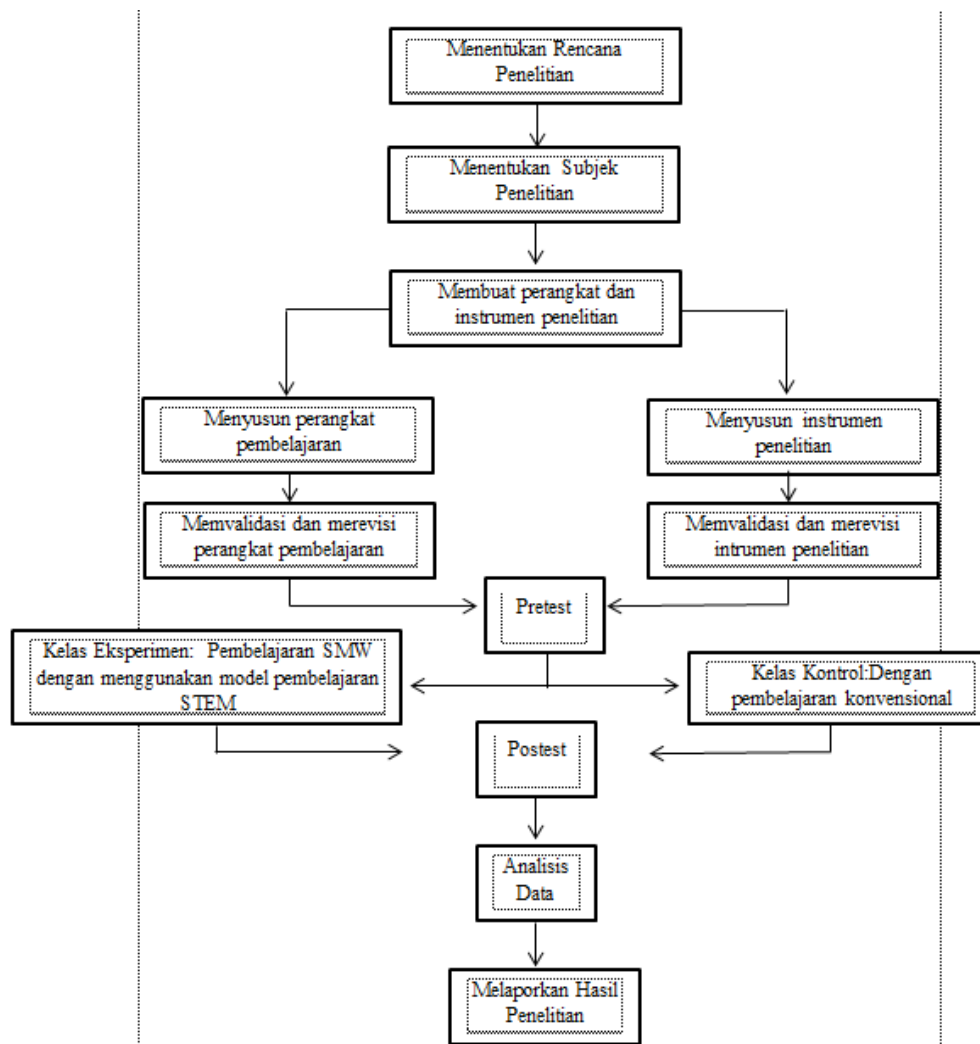 Menentukan Rencana
Penelitian
Menentukan Subjek
Penelitian
Membuat perangkat dan
instrumen penelitian
Menyusun perangkat
pembelajaran
Menyusun instrumen
penelitian
Memvalidasi dan merevisi
perangkat pembelajaran
Memvalidasi dan merevisi
intrumen penelitian
Pretest
Kelas Eksperimen: Pembelajaran SMW
dengan menggunakan model pembelajaran
STEM
Kelas Kontrol:Dengan
pembelajaran konvensional
Postest
Analisis
Data
Melaporkan Hasil
Penelitian